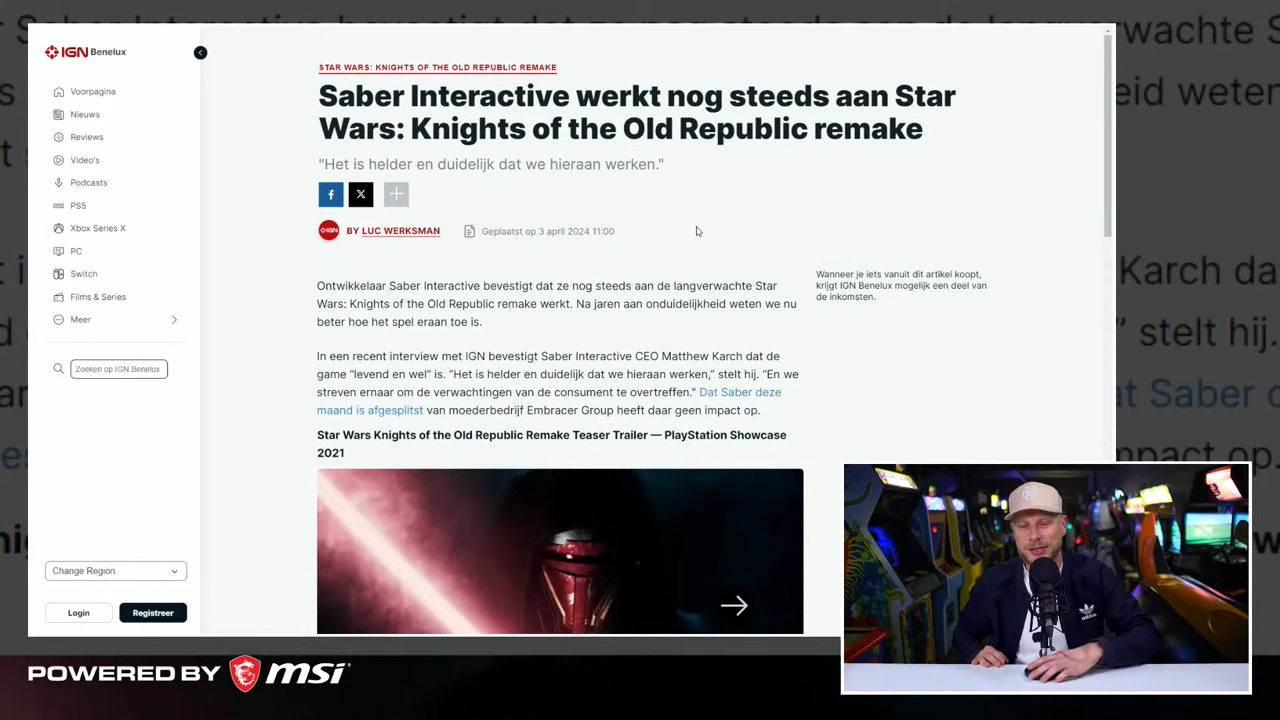 IGN Benelux
Voorpagina
Nieuws
Reviews
Video's
Podcasts
PS5
Xbox Series X
PC
Switch
Films & Series
Meer
Zoeken op IGN Benelux
Change Region
Login
Registreer
STAR WARS: KNIGHTS OF THE OLD REPUBLIC REMAKE
Saber Interactive werkt nog steeds aan Star
Wars: Knights of the Old Republic remake
"Het is helder en duidelijk dat we hieraan werken."
IGN
BY LUC WERKSMAN
Geplaatst op 3 april 2024 11:00
Ontwikkelaar Saber Interactive bevestigt dat ze nog steeds aan de langverwachte Star
Wars: Knights of the Old Republic remake werkt. Na jaren aan onduidelijkheid weten we nu
beter hoe het spel eraan toe is.
In een recent interview met IGN bevestigt Saber Interactive CEO Matthew Karch dat de
game “levend en wel” is. “Het is helder en duidelijk dat we hieraan werken,” stelt hij. “En we
streven ernaar om de verwachtingen van de consument te overtreffen." Dat Saber deze
maand is afgesplitst van moederbedrijf Embracer Group heeft daar geen impact op.
Star Wars Knights of the Old Republic Remake Teaser Trailer — PlayStation Showcase
2021
Wanneer je iets vanuit dit artikel koopt,
krijgt IGN Benelux mogelijk een deel van
de inkomsten.
adidas
POWERED BY msi